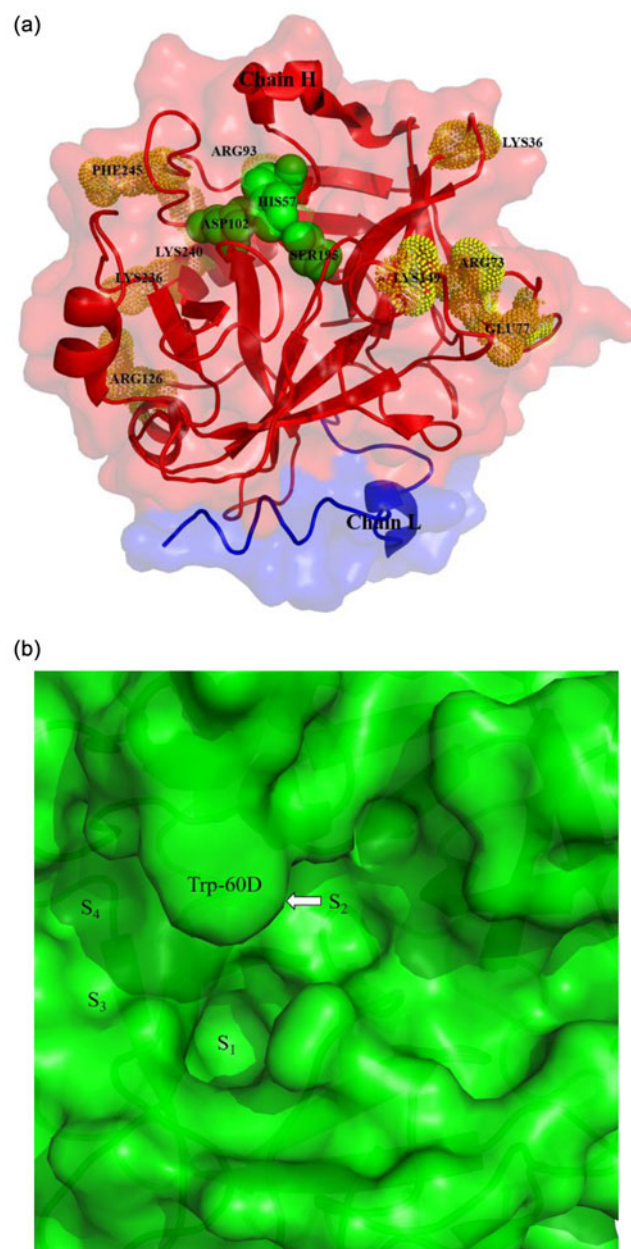 (a)
Chain H
LYS36
ARG93
PHE245
HIS57
ASP102
LYS240
SER195
ARG73
LYS149
LYS236
GLU77
ARG126
Chain L
(b)
Trp-60D
S4
S2
S3
S1